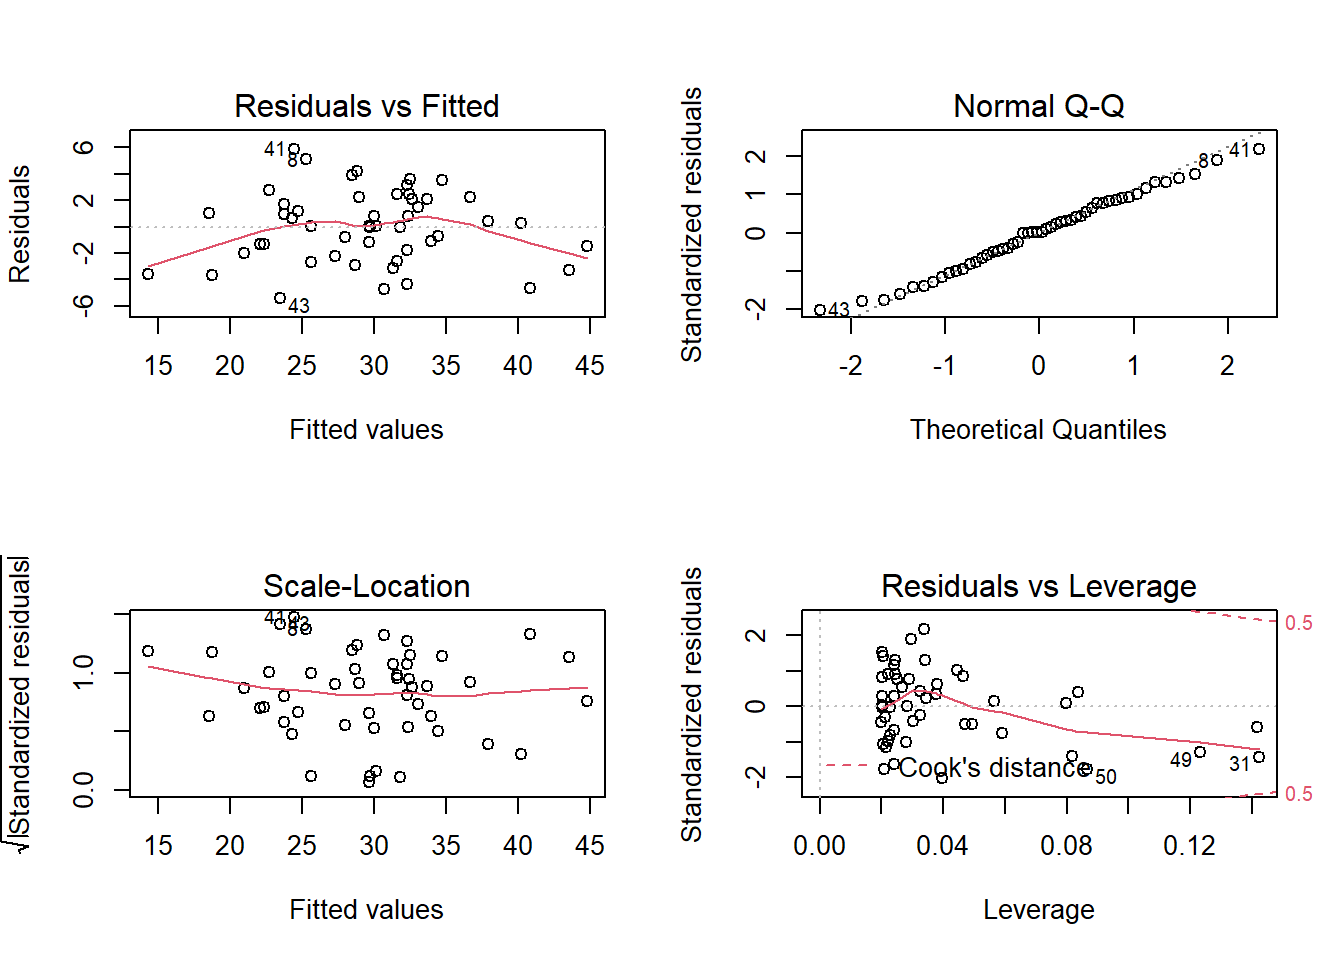 Residuals vs Fitted
Residuals
6
2
-2
-6
41
8
43
15 20 25 30 35 40 45
Fitted values
Normal Q-Q
Standardized residuals
2
1
0
-2
43
8
41
-2 -1 0 1 2
Theoretical Quantiles
Scale-Location
√|Standardized residuals|
1.0
0.0
41
43
8
15 20 25 30 35 40 45
Fitted values
Residuals vs Leverage
Standardized residuals
2
0
-2
0.5
0.5
Cook's distance
50
49
31
0.00 0.04 0.08 0.12
Leverage